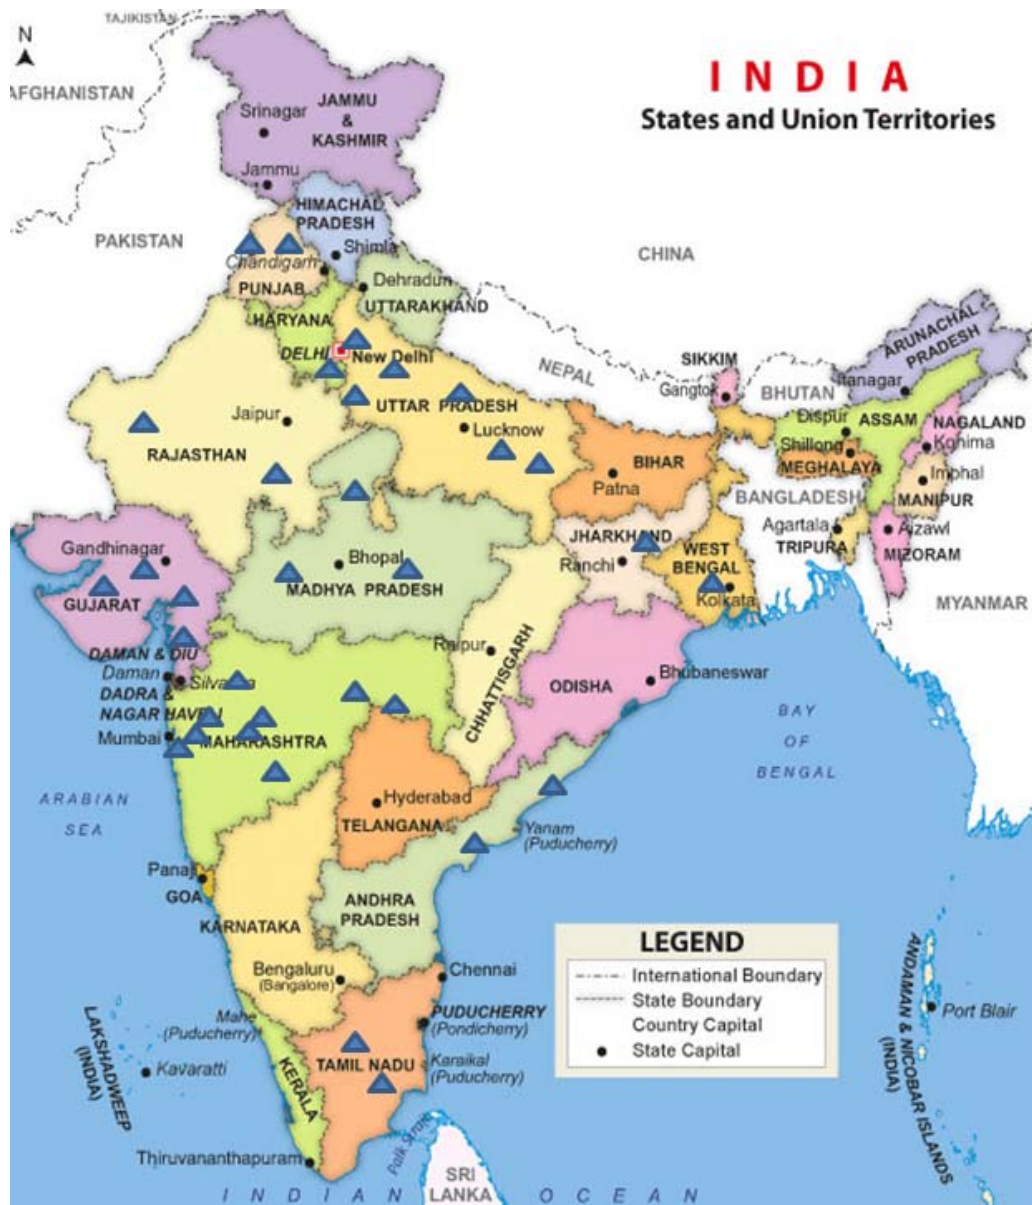 TAJIKISTAN
N
AFGHANISTAN
I N D I A
States and Union Territories
JAMMU
&
KASHMIR
Srinagar
Jammu
HIMACHAL
PRADESH
PAKISTAN
Shimla
CHINA
Chandigarh
PUNJAB
Dehradun
UTTARAKHAND
HARYANA
DELHI
New Delhi
NEPAL
SIKKIM
Gangtok
BHUTAN
ARUNACHAL
PRADESH
Itanagar
UTTAR PRADESH
Jaipur
Lucknow
RAJASTHAN
Dispur
ASSAM
NAGALAND
Shillong
Kohima
MEGHALAYA
BIHAR
Patna
Imphal
MANIPUR
BANGLADESH
Agartala
TRIPURA
Aizawl
MIZORAM
JHARKHAND
Ranchi
WEST
BENGAL
Kolkata
MYANMAR
Gandhinagar
GUJARAT
Bhopal
MADHYA PRADESH
Raipur
CHHATTISGARH
ODISHA
Bhubaneswar
DAMAN & DIU
Daman
DADRA &
NAGAR HAVELI
Mumbai
MAHARASHTRA
BAY
OF
BENGAL
ARABIAN
SEA
Hyderabad
TELANGANA
Yanam
(Puducherry)
Panaji
GOA
KARNATAKA
ANDHRA
PRADESH
Bengaluru
(Bangalore)
Chennai
PUDUCHERRY
(Pondicherry)
Mahe
(Puducherry)
TAMIL NADU
Karaikal
(Puducherry)
KERALA
LAKSHADWEEP
(INDIA)
Kavaratti
Thiruvananthapuram
Palk Strait
SRI
LANKA
I N D I A N O C E A N
LEGEND
International Boundary
State Boundary
Country Capital
State Capital
ANDAMAN & NICOBAR ISLANDS
(INDIA)
Port Blair